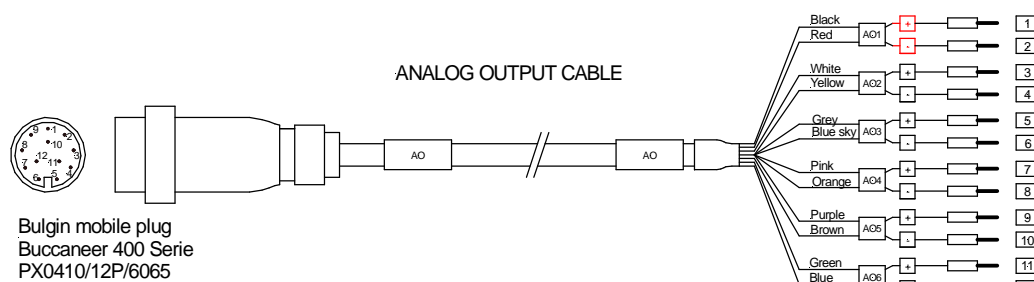 ANALOG OUTPUT CABLE
9 1 2
8 10 3
12 11
7 4
6 5
Bulgin mobile plug
Buccaneer 400 Serie
PX0410/12P/6065
AO
AO
Black
Red
AO1
+
-
1
2
White
Yellow
AO2
+
-
3
4
Grey
Blue sky
AO3
+
-
5
6
Pink
Orange
AO4
+
-
7
8
Purple
Brown
AO5
+
-
9
10
Green
Blue
AO6
+
11